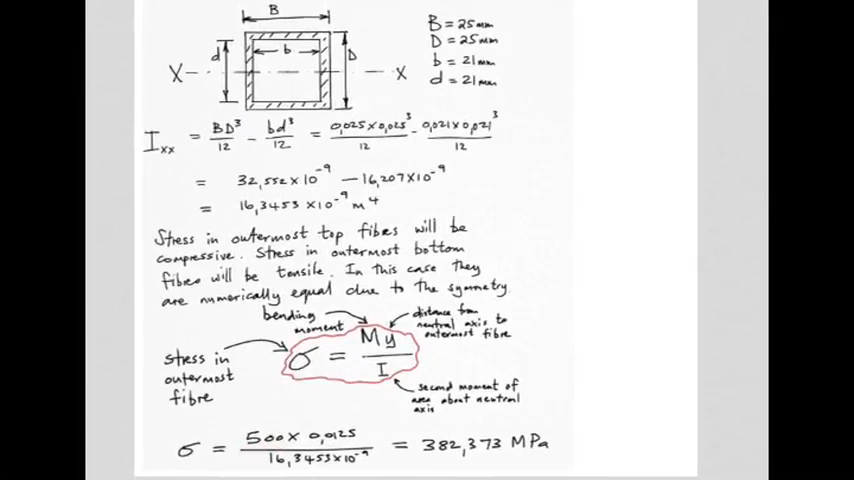 B
B = 25mm
D = 25mm
b = 21mm
d = 21mm
d
b
D
X
X
Ixx = BD³/12 - bd³/12 = 0,025 x 0,025³/12 - 0,021 x 0,021³/12
= 32,552 x 10⁻⁹ - 16,207 x 10⁻⁹
= 16,3453 x 10⁻⁹ m⁴
Stress in outermost top fibres will be
compressive. Stress in outermost bottom
fibres will be tensile. In this case they
are numerically equal due to the symmetry.
bending
moment
distance from
neutral axis to
outermost fibre
stress in
outermost
fibre
σ = My/I
second moment of
area about neutral
axis
σ = 500 x 0,0125/16,3453x10⁻⁹ = 382,373 MPa